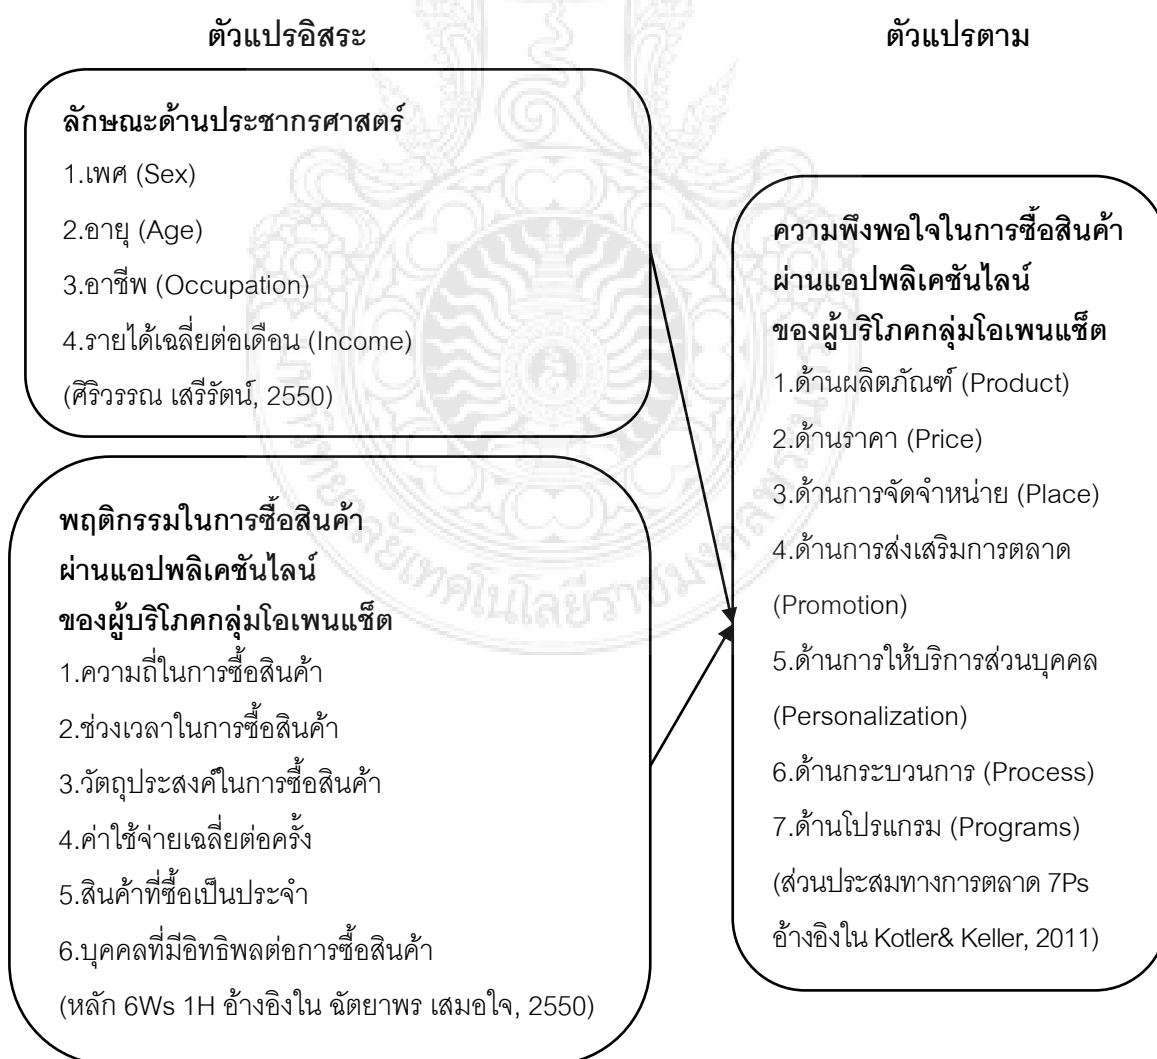 ตัวแปรอิสระ
ตัวแปรตาม
ลักษณะด้านประชากรศาสตร์
1.เพศ (Sex)
2.อายุ (Age)
3.อาชีพ (Occupation)
4.รายได้เฉลี่ยต่อเดือน (Income)
(ศิริวรรณ เสรีรัตน์, 2550)
พฤติกรรมในการซื้อสินค้า
ผ่านแอปพลิเคชันไลน์
ของผู้บริโภคกลุ่มโอเพนแช็ต
1.ความถี่ในการซื้อสินค้า
2.ช่วงเวลาในการซื้อสินค้า
3.วัตถุประสงค์ในการซื้อสินค้า
4.ค่าใช้จ่ายเฉลี่ยต่อครั้ง
5.สินค้าที่ซื้อเป็นประจำ
6.บุคคลที่มีอิทธิพลต่อการซื้อสินค้า
(หลัก 6Ws 1H อ้างอิงใน ฉัตยาพร เสมอใจ, 2550)
ความพึงพอใจในการซื้อสินค้า
ผ่านแอปพลิเคชันไลน์
ของผู้บริโภคกลุ่มโอเพนแช็ต
1.ด้านผลิตภัณฑ์ (Product)
2.ด้านราคา (Price)
3.ด้านการจัดจำหน่าย (Place)
4.ด้านการส่งเสริมการตลาด
(Promotion)
5.ด้านการให้บริการส่วนบุคคล
(Personalization)
6.ด้านกระบวนการ (Process)
7.ด้านโปรแกรม (Programs)
(ส่วนประสมทางการตลาด 7Ps
อ้างอิงใน Kotler& Keller, 2011)